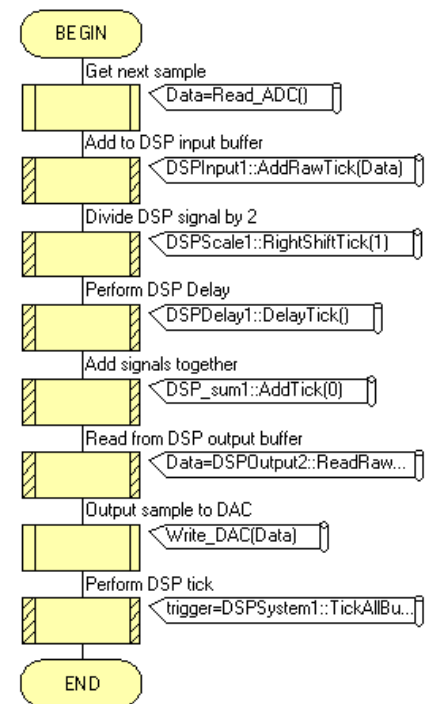 BEGIN
Get next sample
Data=Read_ADC()
Add to DSP input buffer
DSPInput1::AddRawTick(Data)
Divide DSP signal by 2
DSPScale1::RightShiftTick(1)
Perform DSP Delay
DSPDelay1::DelayTick()
Add signals together
DSP_sum1::AddTick(0)
Read from DSP output buffer
Data=DSPOutput2::ReadRaw...
Output sample to DAC
Write_DAC(Data)
Perform DSP tick
trigger=DSPSystem1::TickAllBu...
END